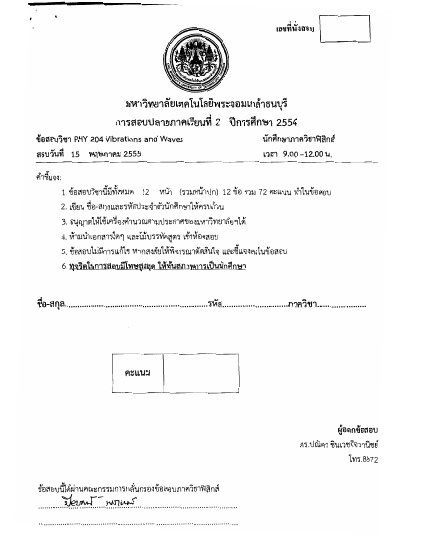 เลขที่นั่งสอบ
มหาวิทยาลัยเทคโนโลยีพระจอมเกล้าธนบุรี
การสอบปลายภาคเรียนที่ 2 ปีการศึกษา 2554
ข้อสอบวิชา PHY 204 Vibrations and Waves นักศึกษาภาควิชาฟิสิกส์
สอบวันที่ 15 พฤษภาคม 2555 เวลา 9.00-12.00 น.
คำชี้แจง:
1. ข้อสอบวิชานี้มีทั้งหมด 12 หน้า (รวมหน้าปก) 12 ข้อ รวม 72 คะแนน ทำในข้อสอบ
2. เขียน ชื่อ-สกุลและรหัสประจำตัวนักศึกษาให้ครบถ้วน
3. อนุญาตให้ใช้เครื่องคำนวณตามประกาศของมหาวิทยาลัยฯได้
4. ห้ามนำเอกสารใดๆ และไม้บรรทัดสูตร เข้าห้องสอบ
5. ข้อสอบไม่มีการแก้ไข หากสงสัยให้พิจารณาตัดสินใจ และชี้แจงลงในข้อสอบ
6. ทุจริตในการสอบมีโทษสูงสุด ให้พ้นสภาพการเป็นนักศึกษา
ชื่อ-สกุล..............................รหัส....................ภาควิชา....................
คะแนน
ผู้ออกข้อสอบ
ดร.ปณิตา ชินเวชกิจวานิชย์
โทร.8872
ข้อสอบนี้ได้ผ่านคณะกรรมการกลั่นกรองข้อสอบภาควิชาฟิสิกส์